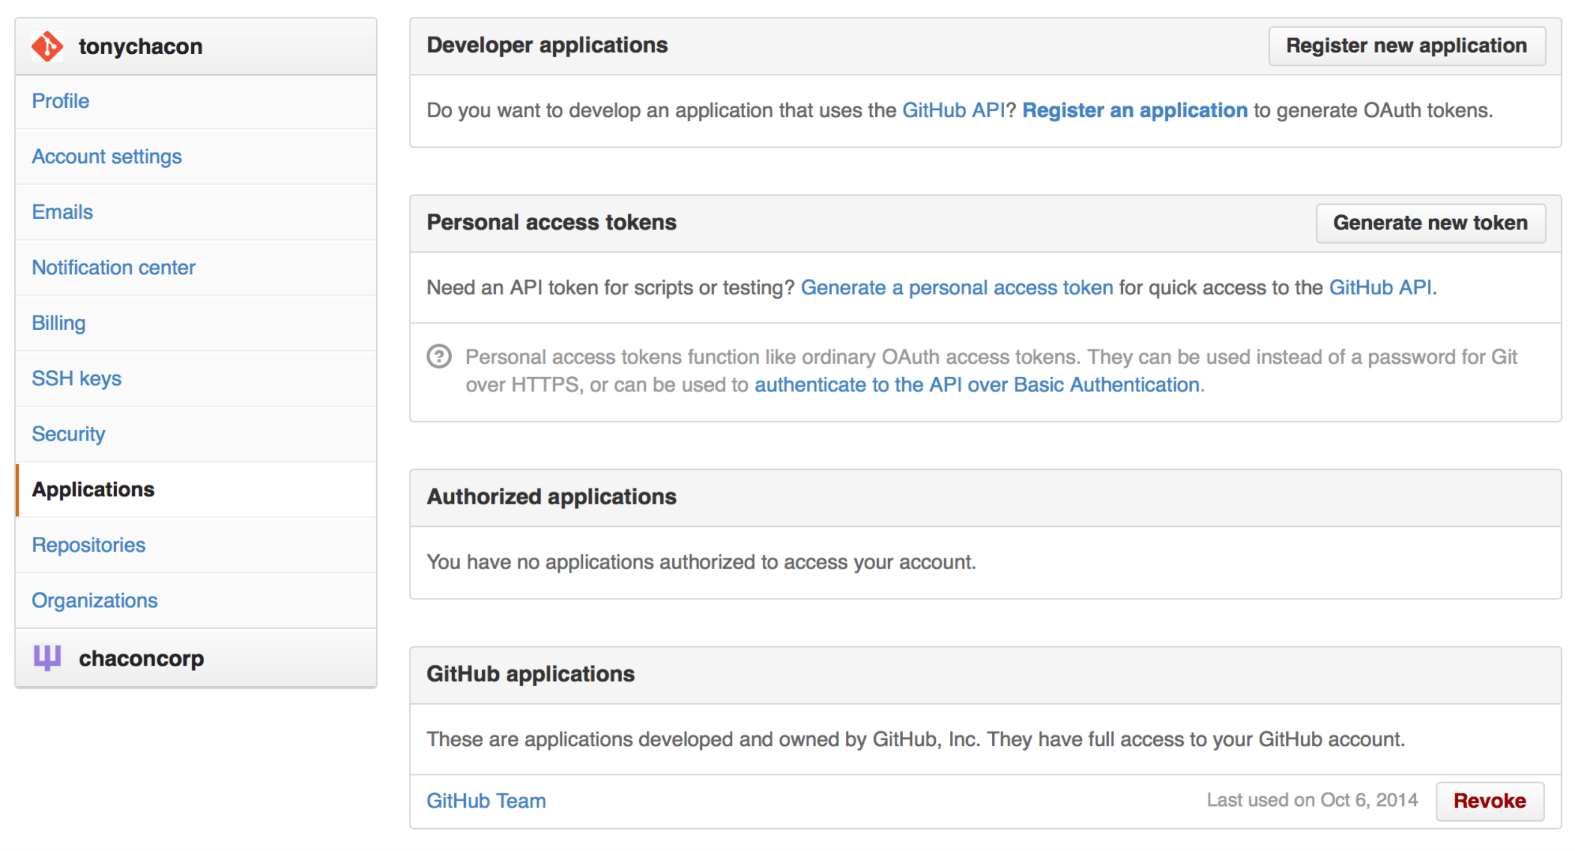 tonychacon
Profile
Account settings
Emails
Notification center
Billing
SSH keys
Security
Applications
Repositories
Organizations
chaconcorp
Developer applications
Register new application
Do you want to develop an application that uses the GitHub API? Register an application to generate OAuth tokens.
Personal access tokens
Generate new token
Need an API token for scripts or testing? Generate a personal access token for quick access to the GitHub API.
Personal access tokens function like ordinary OAuth access tokens. They can be used instead of a password for Git
over HTTPS, or can be used to authenticate to the API over Basic Authentication.
Authorized applications
You have no applications authorized to access your account.
GitHub applications
These are applications developed and owned by GitHub, Inc. They have full access to your GitHub account.
GitHub Team
Last used on Oct 6, 2014
Revoke